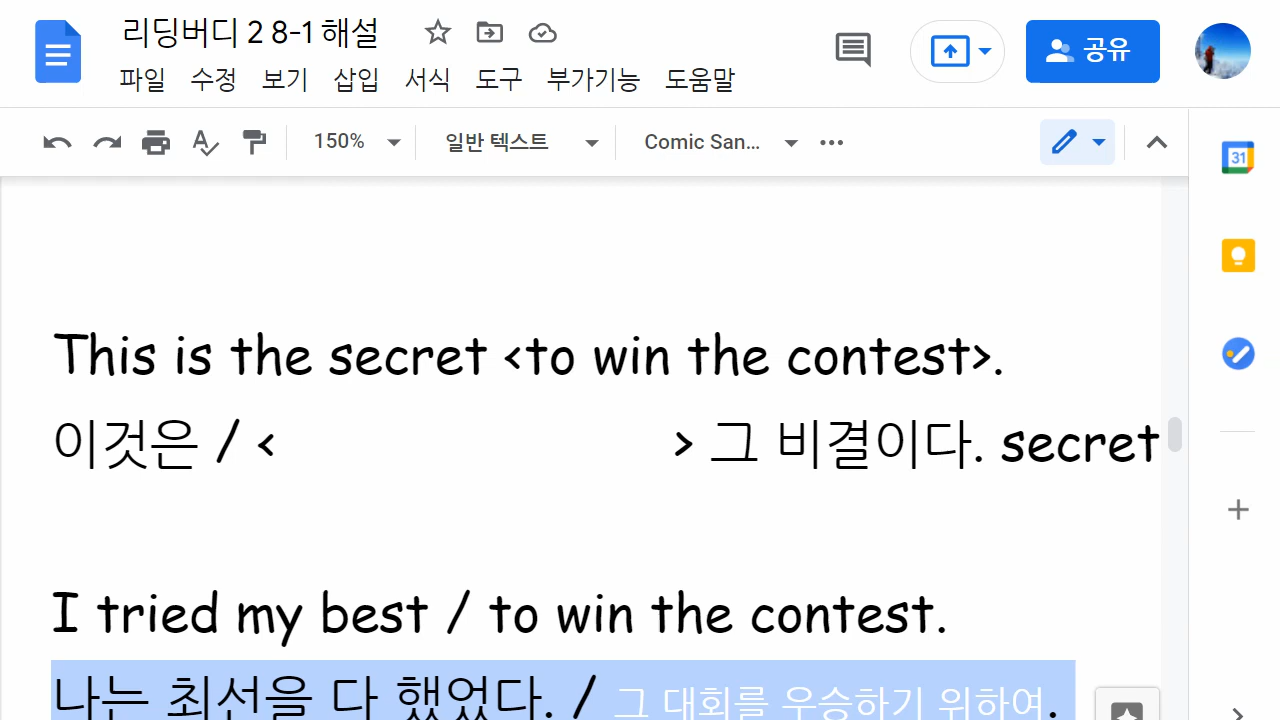 리딩버디 2 8-1 해설
파일 수정 보기 삽입 서식 도구 부가기능 도움말
공유
150% 일반 텍스트 Comic San...
31
This is the secret <to win the contest>.
이것은 / < > 그 비결이다. secret
I tried my best / to win the contest.
나는 최선을 다 했었다. / 그 대회를 우승하기 위하여.